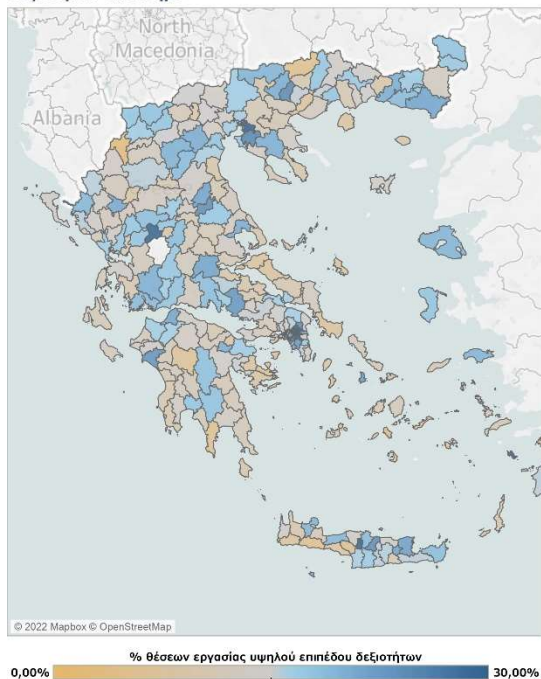 North
Macedonia
Albania
© 2022 Mapbox © OpenStreetMap
% θέσεων εργασίας υψηλού επιπέδου δεξιοτήτων
0,00% 30,00%